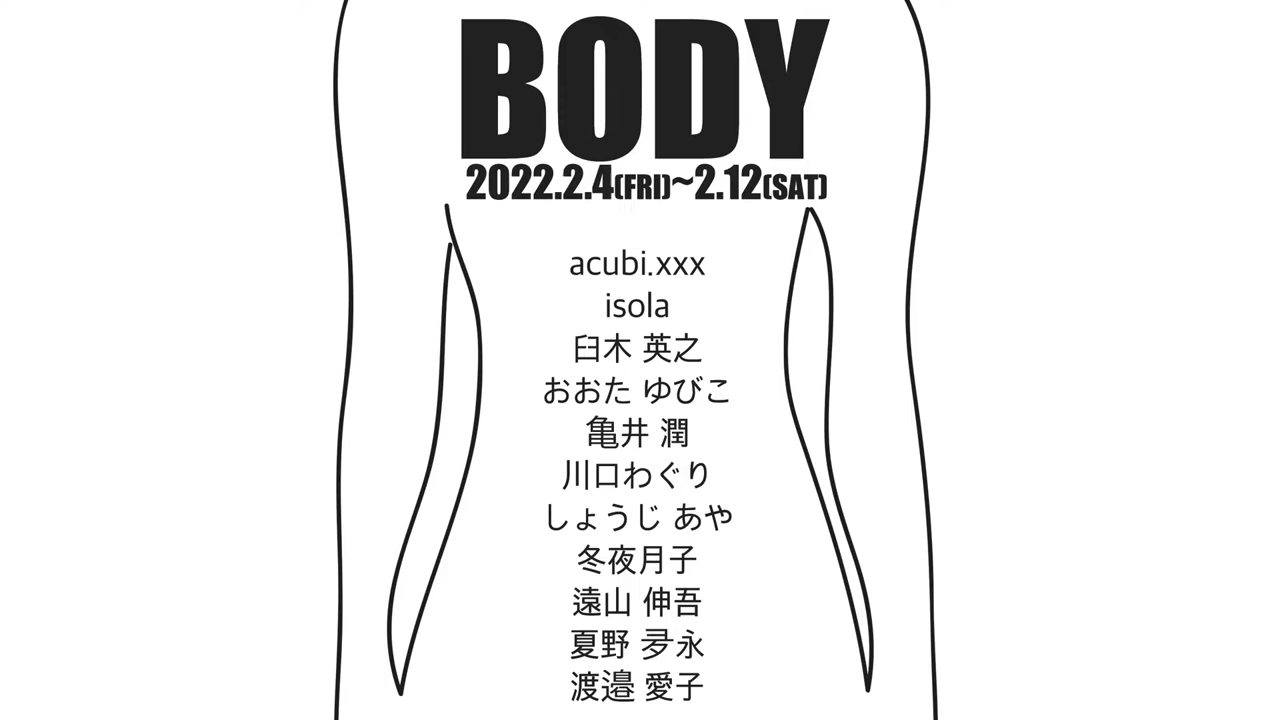 BODY
2022.2.4(FRI)~2.12(SAT)
acubi.xxx
isola
臼木 英之
おおた ゆびこ
亀井 潤
川口わぐり
しょうじ あや
冬夜月子
遠山 伸吾
夏野 夛永
渡邉 愛子